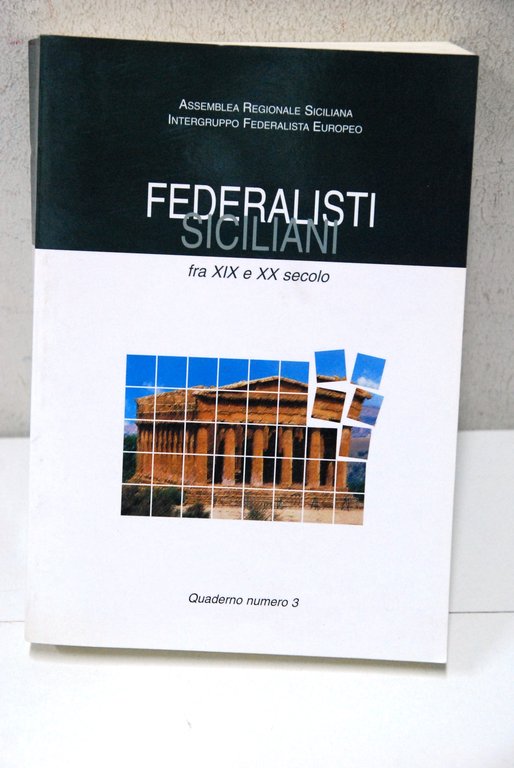 ASSEMBLEA REGIONALE SICILIANA
INTERGRUPPO FEDERALISTA EUROPEO
FEDERALISTI
SICILIANI
fra XIX e XX secolo
Quaderno numero 3